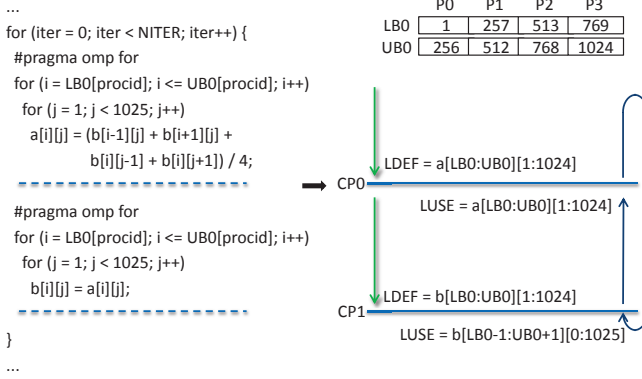 ...
for (iter = 0; iter < NITER; iter++) {
#pragma omp for
for (i = LB0[procid]; i <= UB0[procid]; i++)
for (j = 1; j < 1025; j++)
a[i][j] = (b[i-1][j] + b[i+1][j] +
b[i][j-1] + b[i][j+1]) / 4;
#pragma omp for
for (i = LB0[procid]; i <= UB0[procid]; i++)
for (j = 1; j < 1025; j++)
b[i][j] = a[i][j];
}
...
P0 P1 P2 P3
LB0 1 257 513 769
UB0 256 512 768 1024
LDEF = a[LB0:UB0][1:1024]
CP0
LUSE = a[LB0:UB0][1:1024]
LDEF = b[LB0:UB0][1:1024]
CP1
LUSE = b[LB0-1:UB0+1][0:1025]